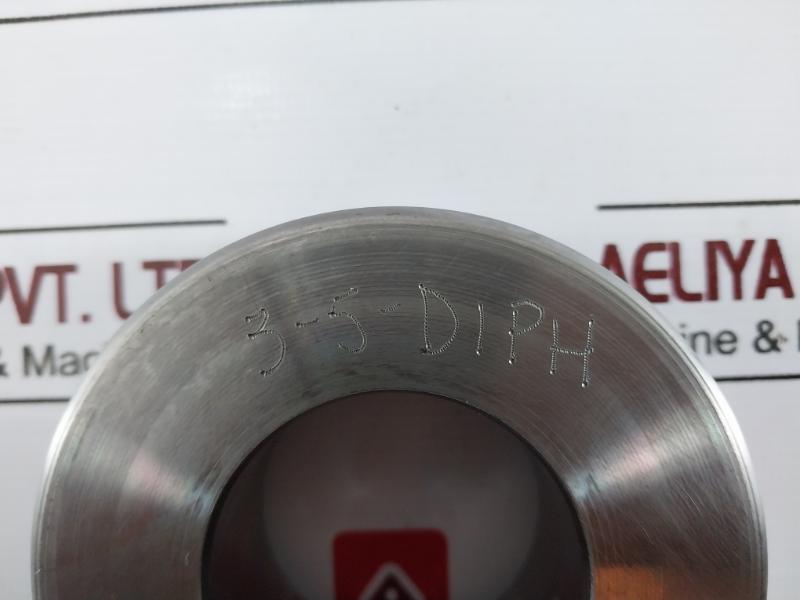 PVT. LT
& Mac
3-5-DIPH
AELIYA
ine &